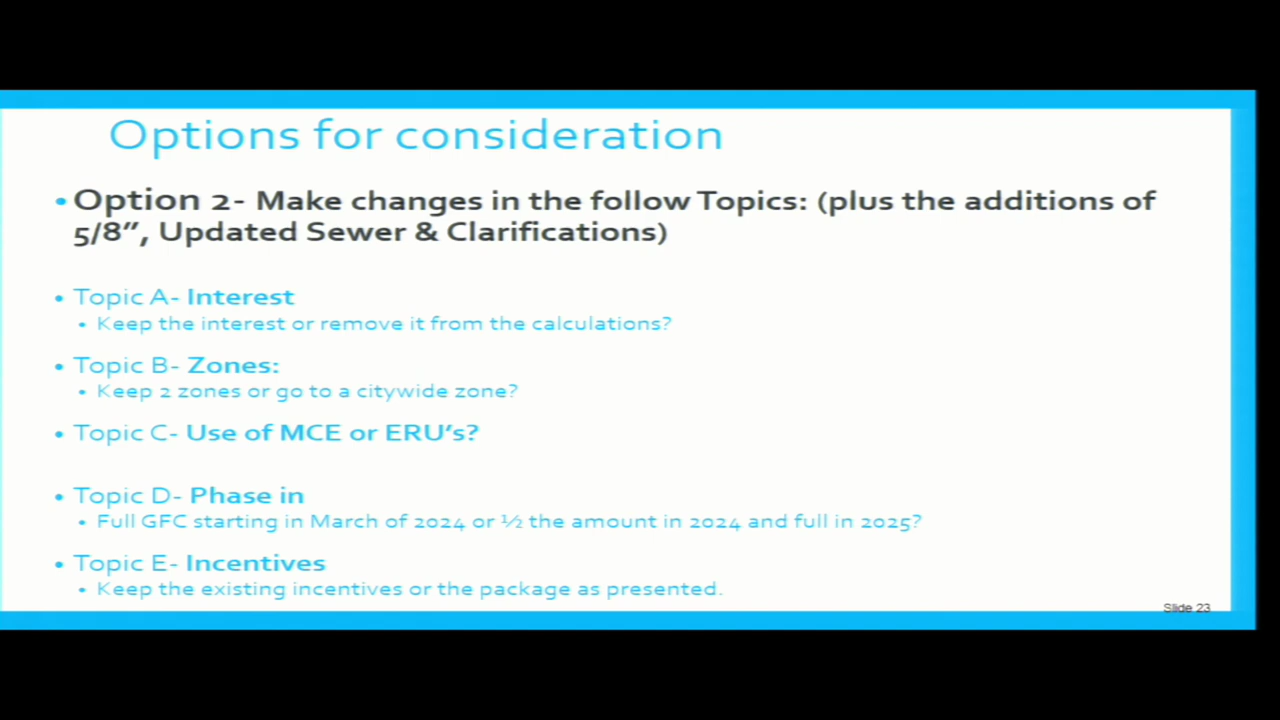 Options for consideration
• Option 2- Make changes in the follow Topics: (plus the additions of
5/8”, Updated Sewer & Clarifications)
• Topic A- Interest
• Keep the interest or remove it from the calculations?
• Topic B- Zones:
• Keep 2 zones or go to a citywide zone?
• Topic C- Use of MCE or ERU’s?
• Topic D- Phase in
• Full GFC starting in March of 2024 or ½ the amount in 2024 and full in 2025?
• Topic E- Incentives
• Keep the existing incentives or the package as presented.
Slide 23